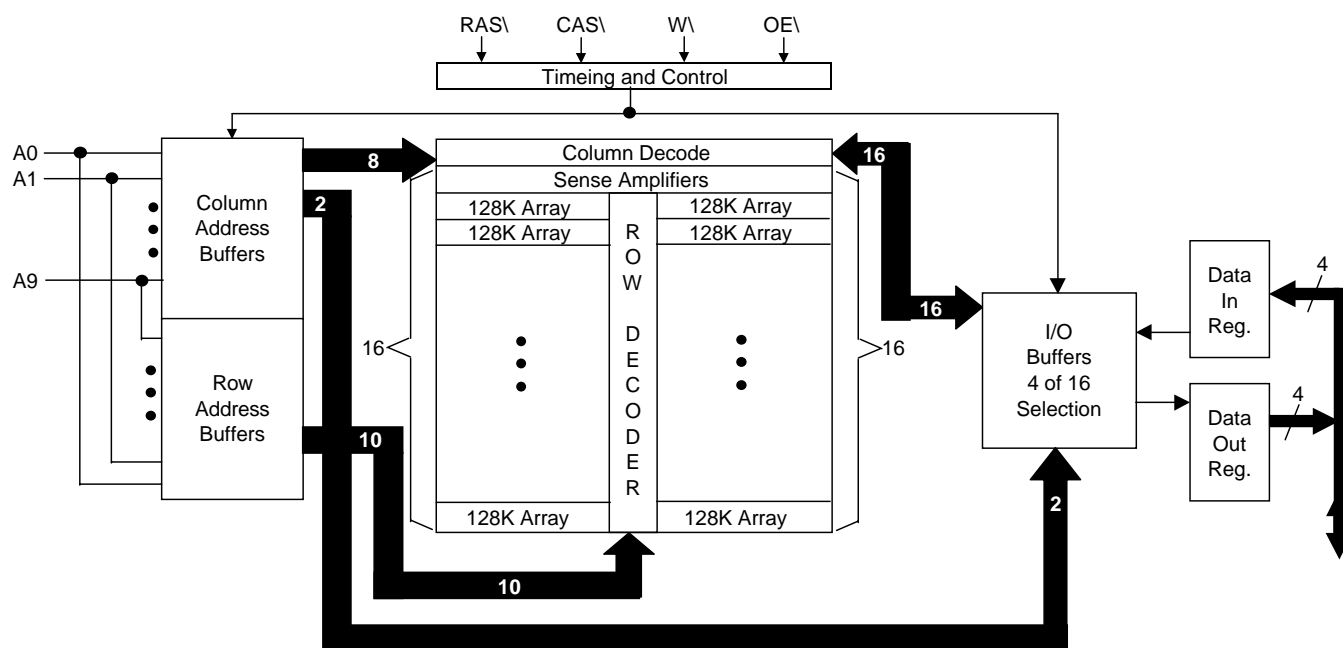 RAS\ CAS\ W\ OE\
Timeing and Control
A0
A1
A9
Column
Address
Buffers
Row
Address
Buffers
8
2
10
10
2
16
16
Column Decode
Sense Amplifiers
128K Array
128K Array
128K Array
128K Array
128K Array
128K Array
ROW DECODER
16
16
I/O
Buffers
4 of 16
Selection
Data
In
Reg.
4
Data
Out
Reg.
4